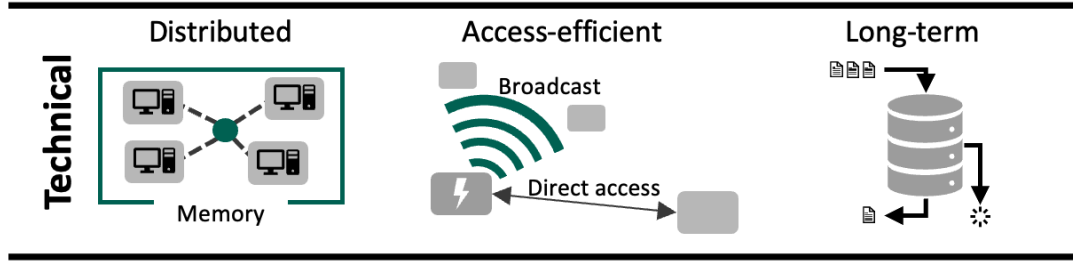 Technical
Distributed
Memory
Access-efficient
Broadcast
Direct access
Long-term